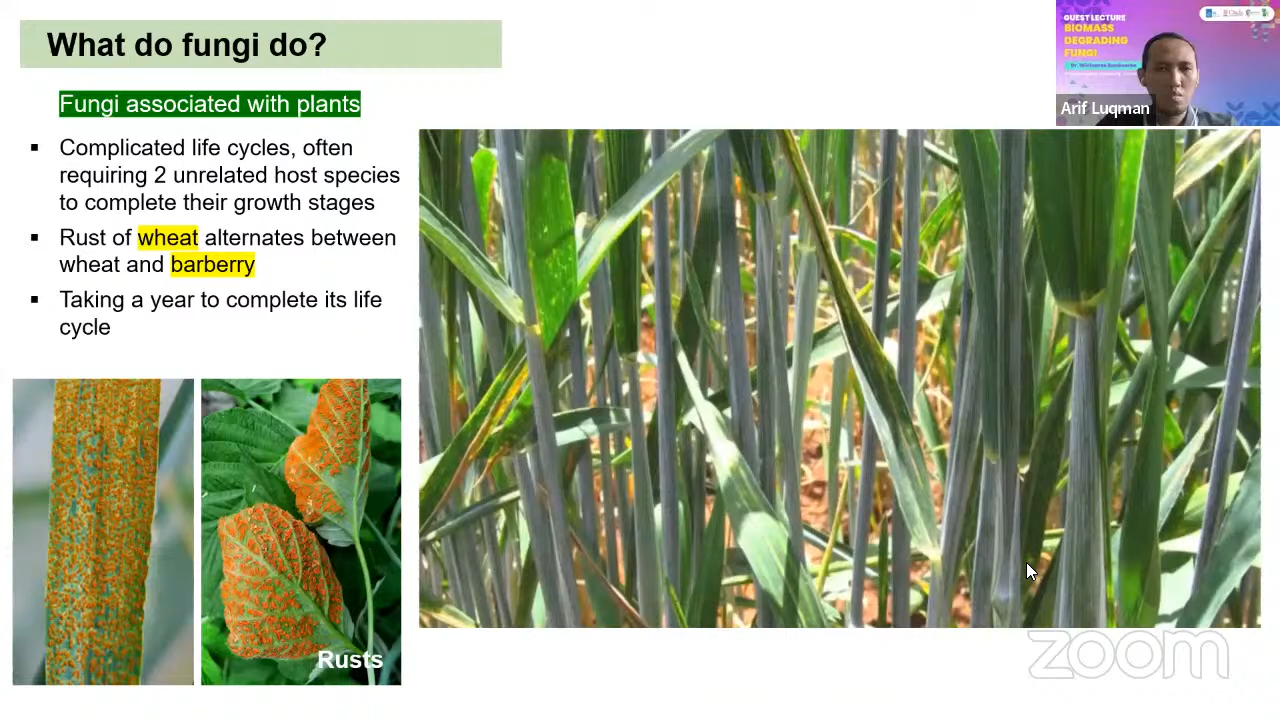 What do fungi do?
Fungi associated with plants
▪ Complicated life cycles, often
requiring 2 unrelated host species
to complete their growth stages
▪ Rust of wheat alternates between
wheat and barberry
▪ Taking a year to complete its life
cycle
Rusts
GUEST LECTURE
BIOMASS
DEGRADING
FUNGI
Arif Luqman
zoom